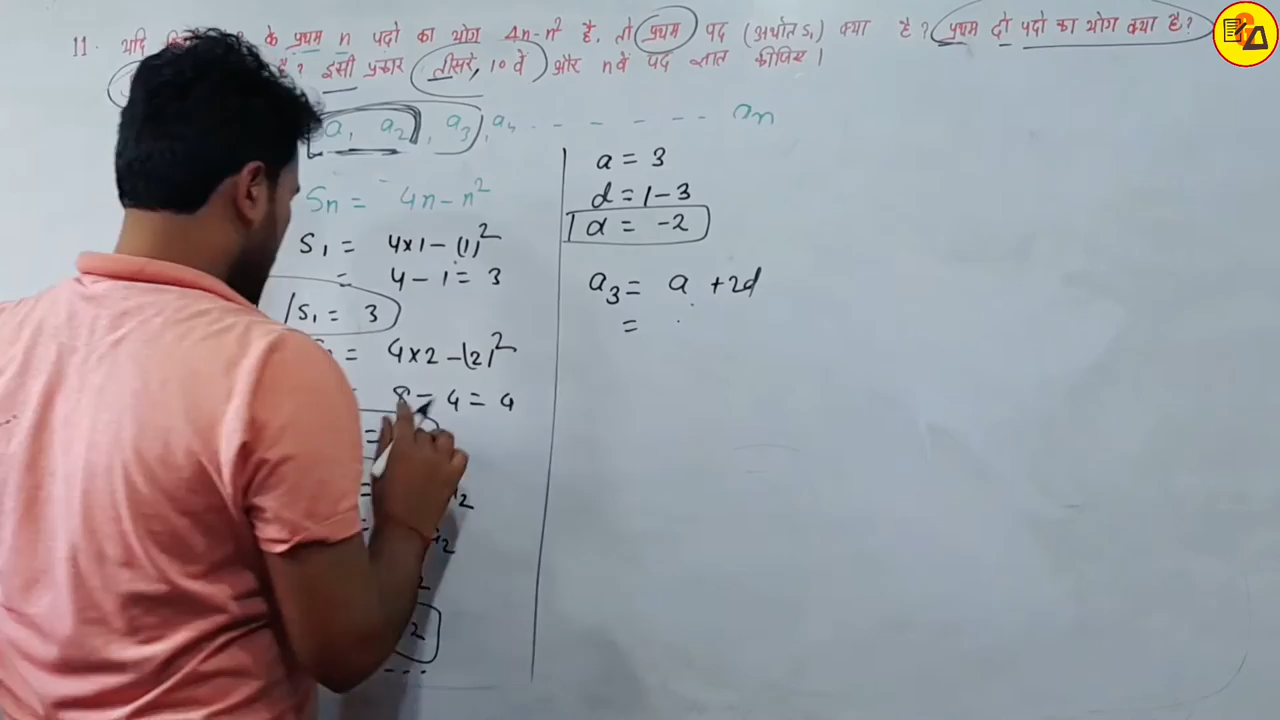 11. यदि के प्रथम n पदो का योग 4n-n² है, तो प्रथम पद (अर्थात S₁) क्या है? प्रथम दो पदो का योग क्या है?
है? इसी प्रकार तीसरे, 10 वें और n वें पद ज्ञात कीजिए।
a₁ a₂, a₃, a₄ - - - - - - an
Sn = 4n-n²
S₁ = 4×1-(1)²
= 4-1 = 3
S₁ = 3
= 4×2-(2)²
8-4 = 4
=
a = 3
d = 1-3
d = -2
a₃ = a +2d
=